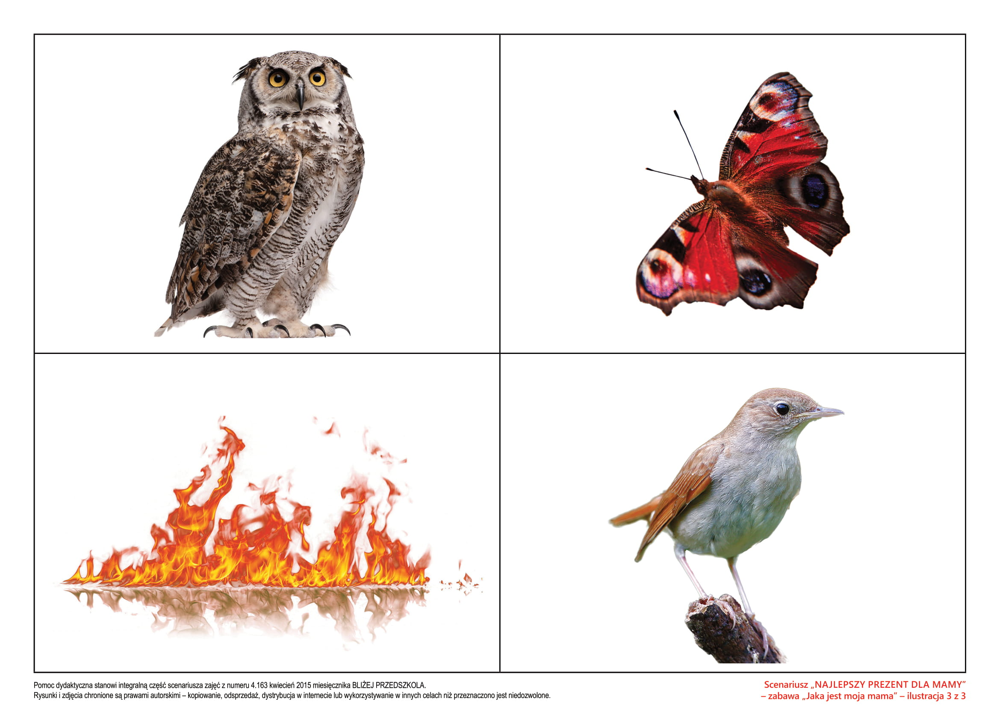 Pomoc dydaktyczna stanowi integralną część scenariusza zajęć z numeru 4.163 kwiecień 2015 miesięcznika BLIŻEJ PRZEDSZKOLA.
Rysunki i zdjęcia chronione są prawami autorskimi – kopiowanie, odsprzedaż, dystrybucja w internecie lub wykorzystywanie w innych celach niż przeznaczono jest niedozwolone.
Scenariusz „NAJLEPSZY PREZENT DLA MAMY”
– zabawa „Jaka jest moja mama” – ilustracja 3 z 3